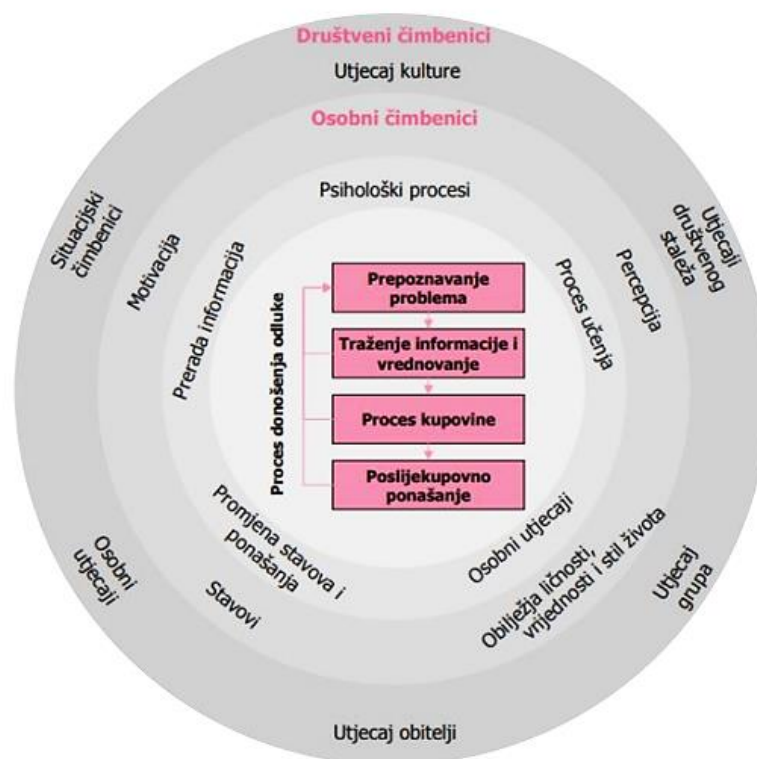 Društveni čimbenici
Utjecaj kulture
Osobni čimbenici
Psihološki procesi
Situacijski
čimbenici
Motivacija
Prerada informacija
Proces učenja
Percepcija
Utjecaji
društvenog
staleža
Proces donošenja odluke
Prepoznavanje
problema
Traženje informacije i
vrednovanje
Proces kupovine
Poslijekupovno
ponašanje
Promjena stavova i
ponašanja
Osobni utjecaji
Osobni
utjecaji
Stavovi
Obilježja ličnosti,
vrijednosti i stil života
Utjecaj
grupa
Utjecaj obitelji